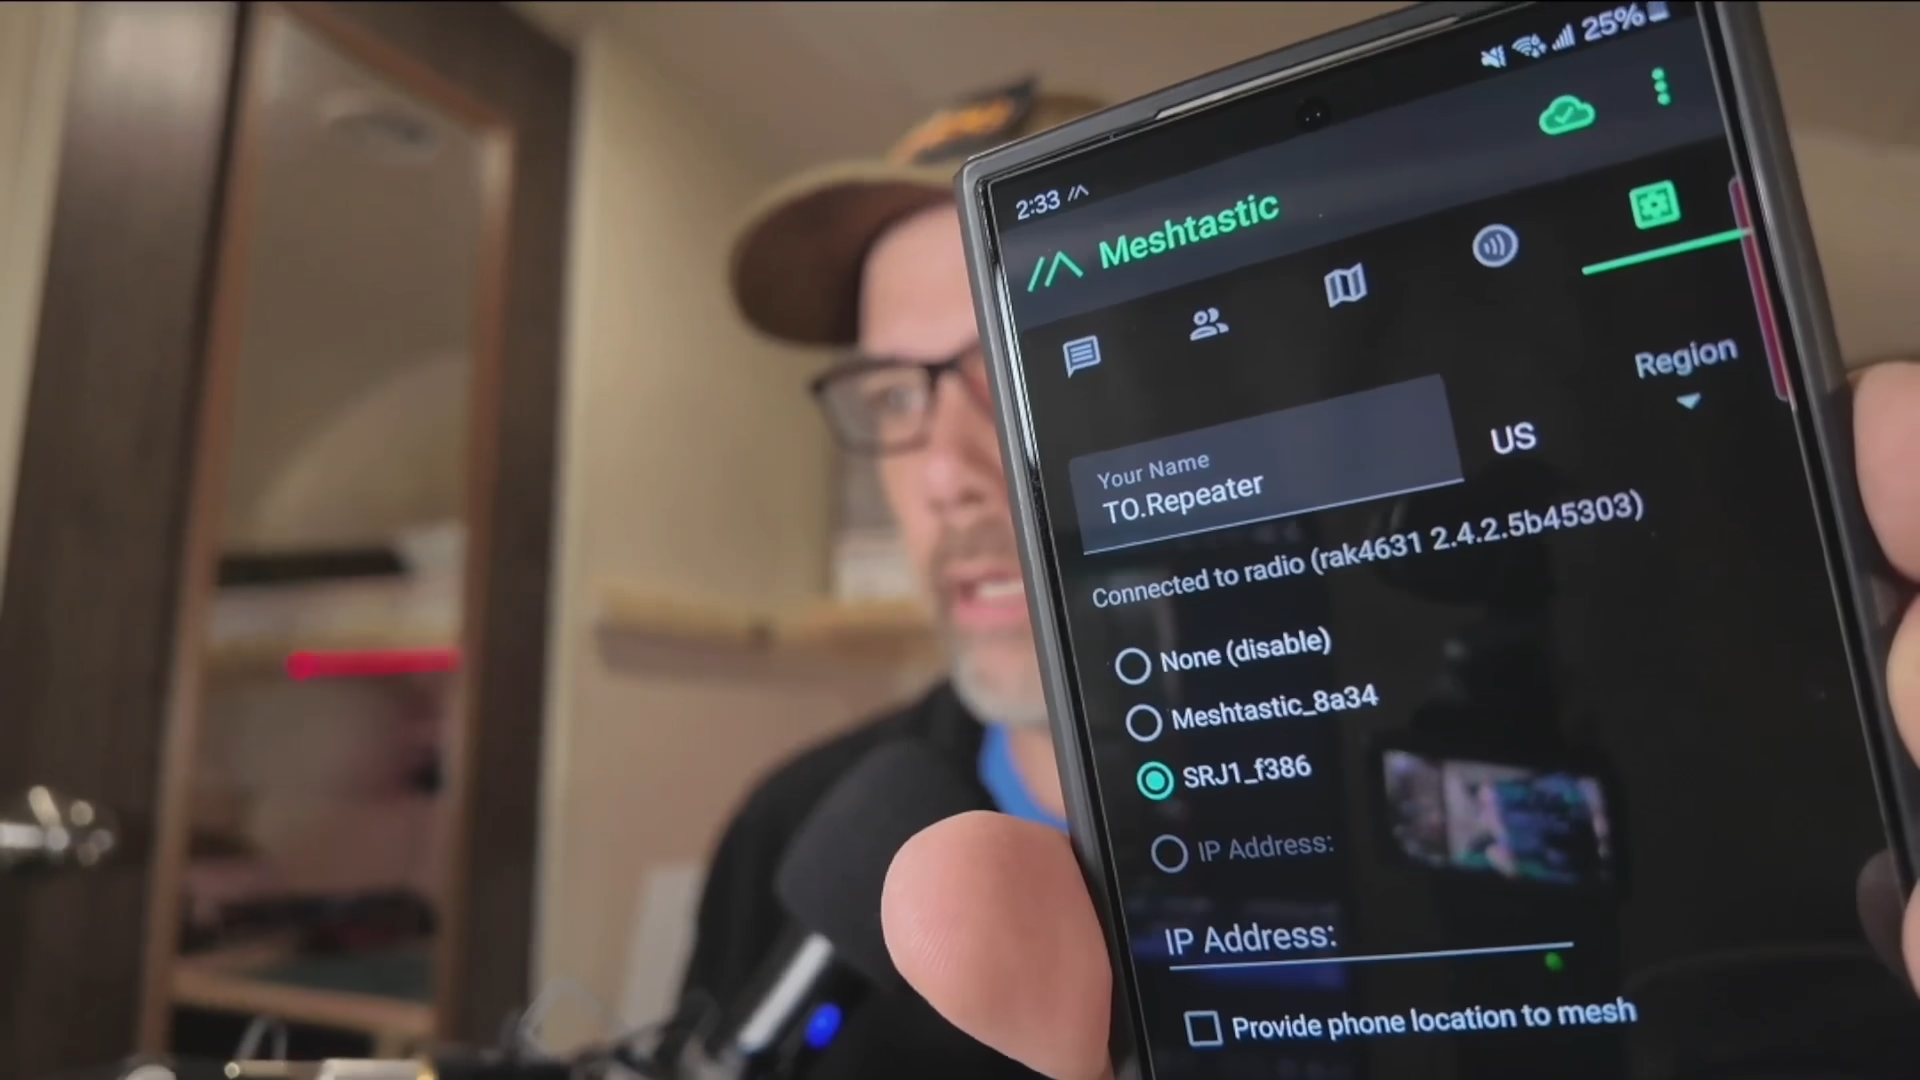 25%
2:33
Meshtastic
Region
Your Name
TO.Repeater
US
Connected to radio (rak4631 2.4.2.5b45303)
None (disable)
Meshtastic_8a34
SRJ1_f386
IP Address:
IP Address:
Provide phone location to mesh